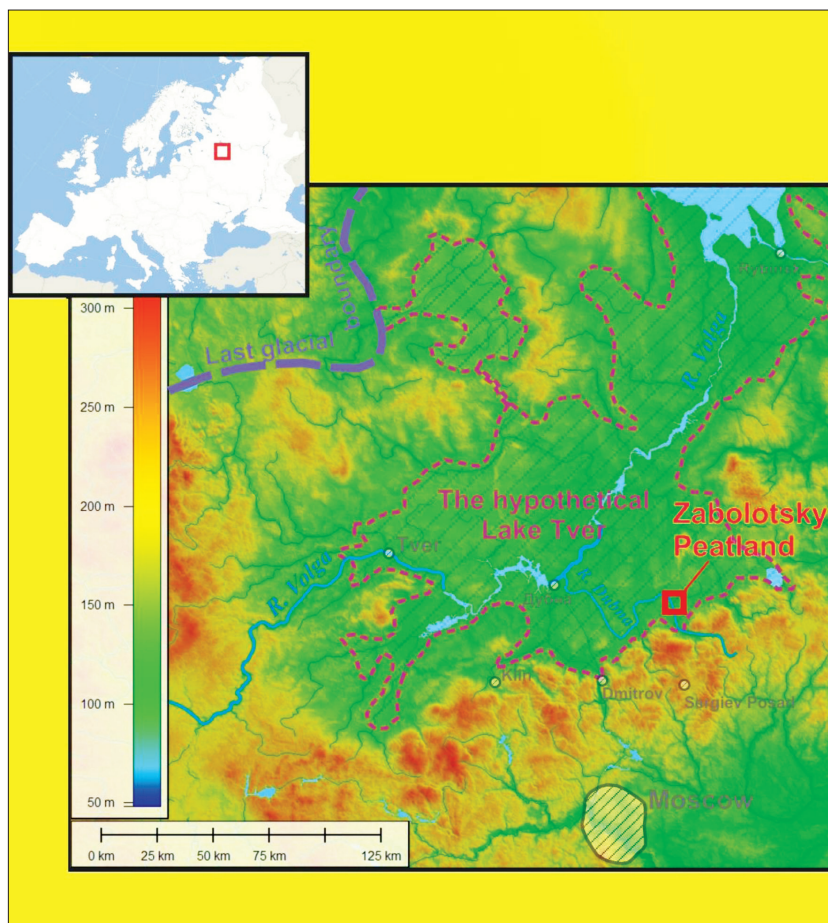 boundary
Last glacial
R. Volga
The hypothetical
Lake Tver
Zabolotsky
Peatland
Tver
R. Volga
R. Dubna
Klin
Dmitrov
Sergiev Posad
Moscow
300 m
250 m
200 m
150 m
100 m
50 m
0 km 25 km 50 km 75 km 125 km